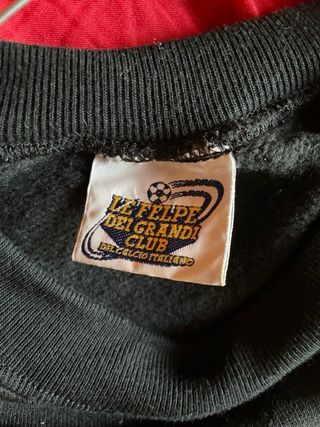 LE FELPE
DEI GRANDI
CLUB
DEL CALCIO ITALIANO